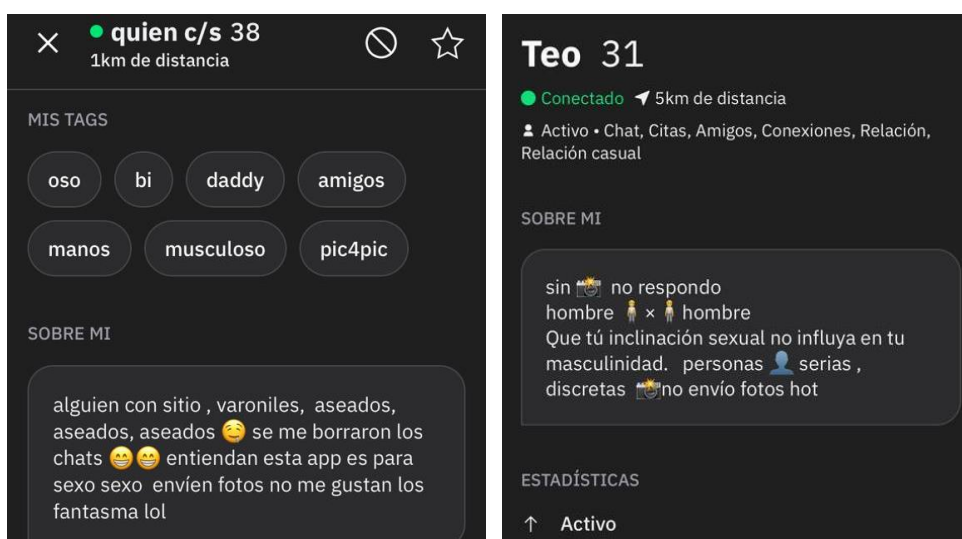 quien c/s 38
1km de distancia
MIS TAGS
oso bi daddy amigos
manos musculoso pic4pic
SOBRE MI
alguien con sitio , varoniles, aseados,
aseados, aseados 🤤 se me borraron los
chats 😁😁 entiendan esta app es para
sexo sexo envíen fotos no me gustan los
fantasma lol
Teo 31
Conectado 5km de distancia
Activo • Chat, Citas, Amigos, Conexiones, Relación,
Relación casual
SOBRE MI
sin 📸 no respondo
hombre 🧍 × 🧍 hombre
Que tú inclinación sexual no influya en tu
masculinidad. personas 👤 serias ,
discretas 📸no envío fotos hot
ESTADÍSTICAS
↑ Activo